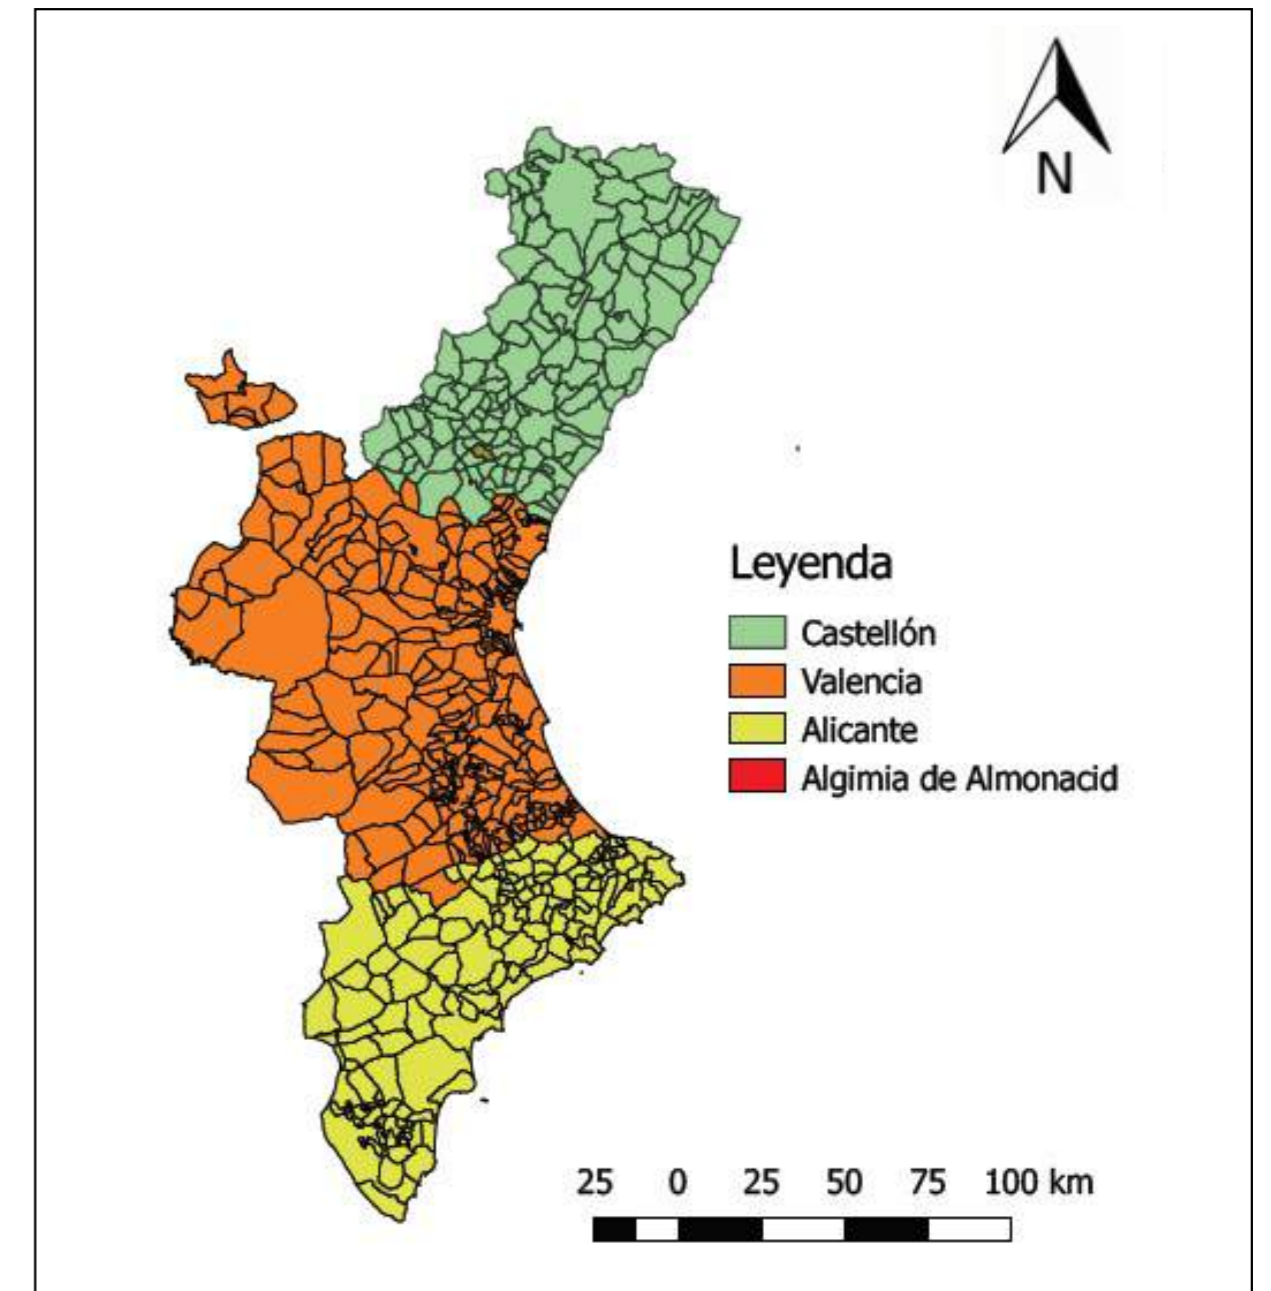 N
Leyenda
Castellón
Valencia
Alicante
Algimia de Almonacid
25 0 25 50 75 100 km